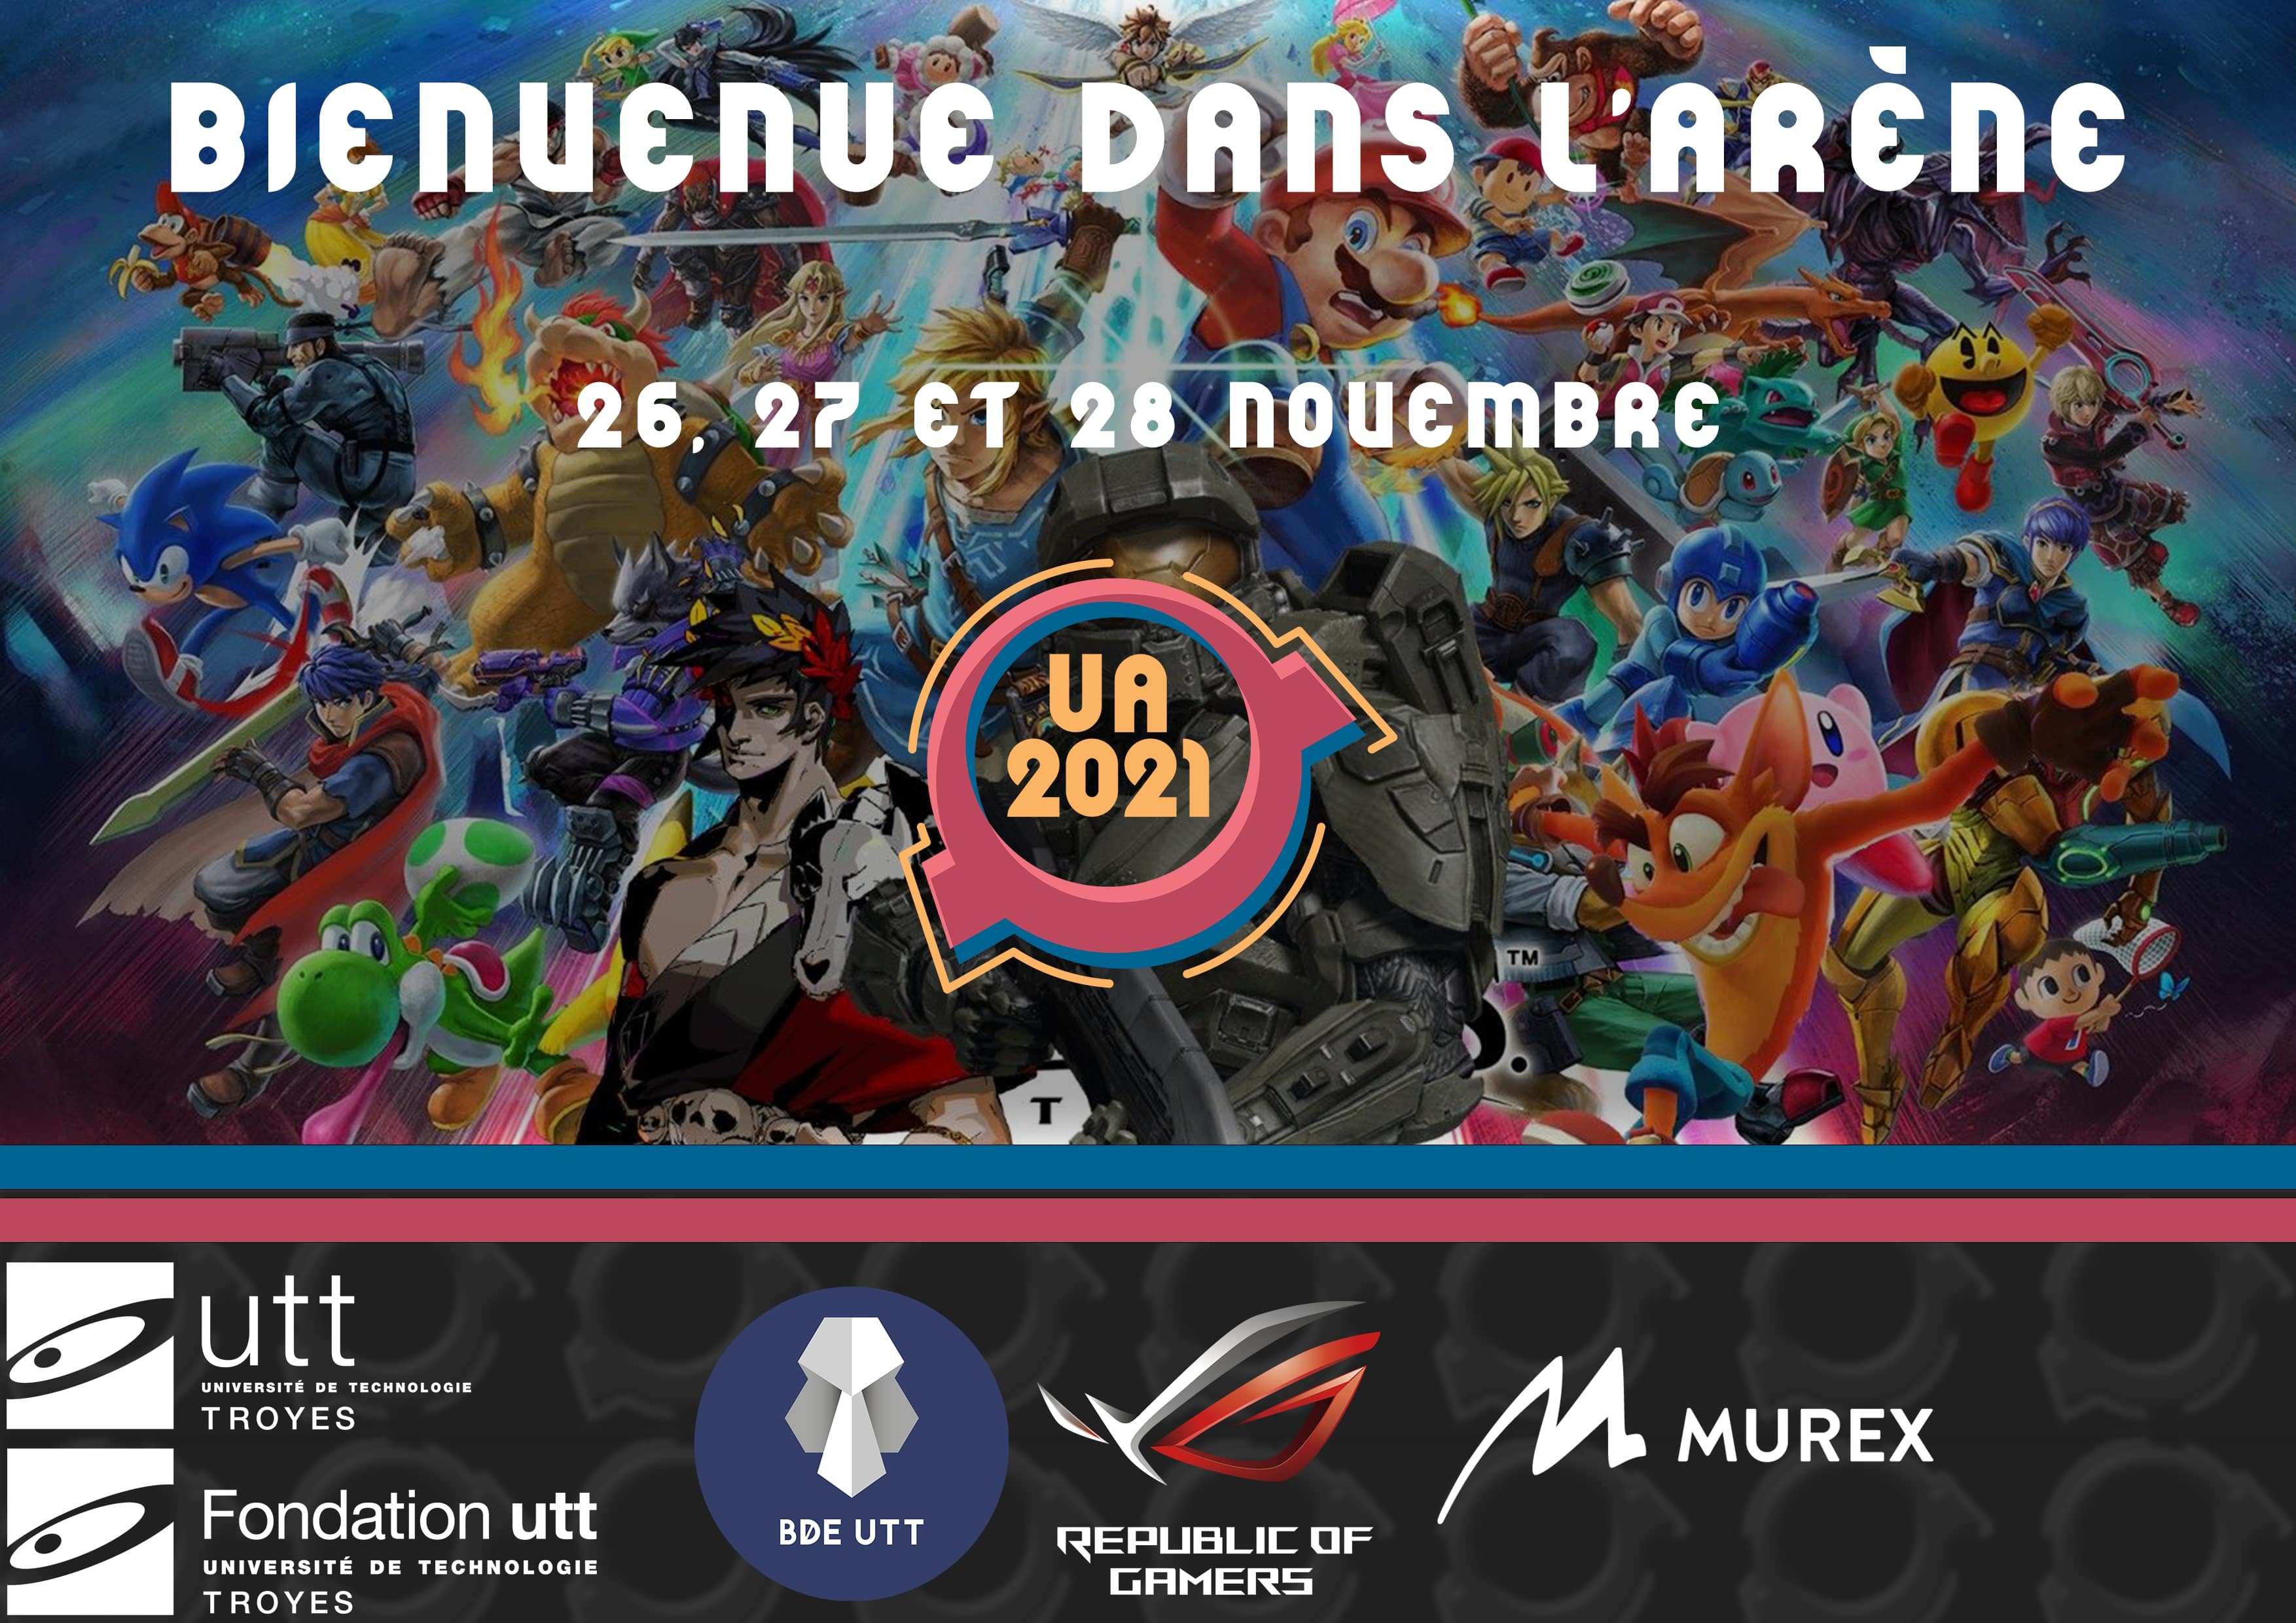 BIENVENUE DANS L'ARÈNE
26, 27 ET 28 NOVEMBRE
UA
2021
TM
T
utt
UNIVERSITÉ DE TECHNOLOGIE
TROYES
Fondation utt
UNIVERSITÉ DE TECHNOLOGIE
TROYES
BDE UTT
REPUBLIC OF
GAMERS
MUREX